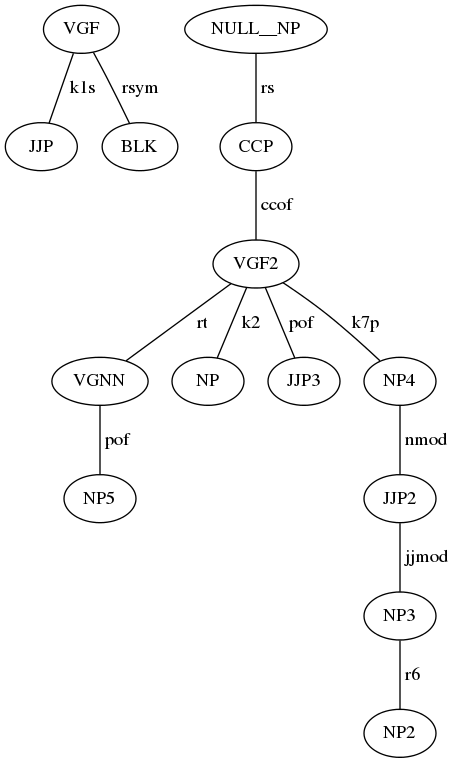 VGF NULL__NP
k1s rsym rs
JJP BLK CCP
ccof
VGF2
rt k2 pof k7p
VGNN NP JJP3 NP4
pof nmod
NP5 JJP2
jjmod
NP3
r6
NP2